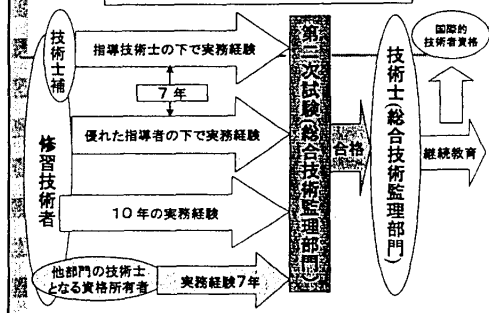 技術士補
指導技術士の下で実務経験
7年
優れた指導者の下で実務経験
修習技術者
10年の実務経験
他部門の技術士
となる資格所有者
実務経験7年
第二次試験(総合技術監理部門)
合格
技術士(総合技術監理部門)
国際的
技術者資格
継続教育